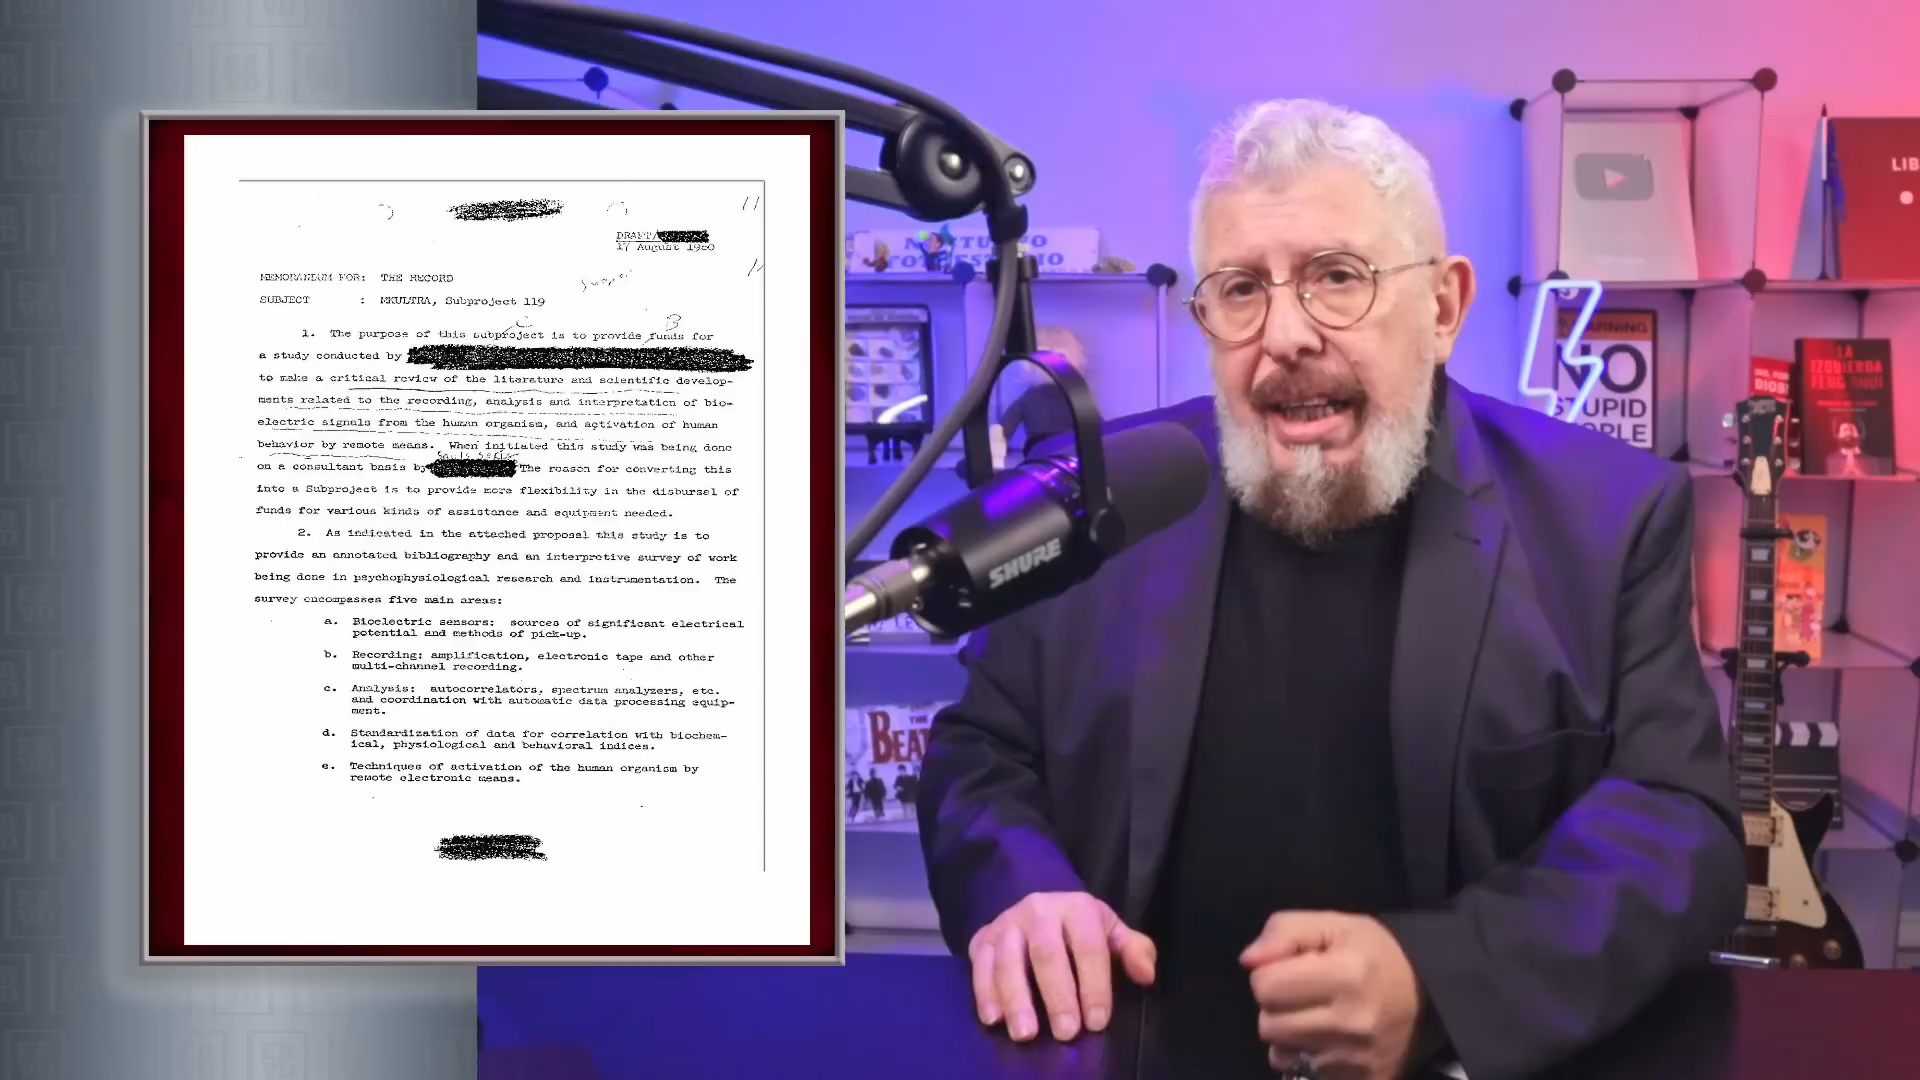 DRAFT/
17 August 1960
MEMORANDUM FOR: THE RECORD
SUBJECT : MKULTRA, Subproject 119
C
B
1. The purpose of this subproject is to provide funds for
a study conducted by
to make a critical review of the literature and scientific develop-
ments related to the recording, analysis and interpretation of bio-
electric signals from the human organism, and activation of human
behavior by remote means. When initiated this study was being done
on a consultant basis by The reason for converting this
into a Subproject is to provide more flexibility in the disbursal of
funds for various kinds of assistance and equipment needed.
2. As indicated in the attached proposal this study is to
provide an annotated bibliography and an interpretive survey of work
being done in psychophysiological research and instrumentation. The
survey encompasses five main areas:
a. Bioelectric sensors: sources of significant electrical
potential and methods of pick-up.
b. Recording: amplification, electronic tape and other
multi-channel recording.
c. Analysis: autocorrelators, spectrum analyzers, etc.
and coordination with automatic data processing equip-
ment.
d. Standardization of data for correlation with biochem-
ical, physiological and behavioral indices.
e. Techniques of activation of the human organism by
remote electronic means.
SHURE
THE
BEA
WARNING
NO
STUPID
PEOPLE
LA
IZQUIERDA
FENG SHUI
DIOS
LIB